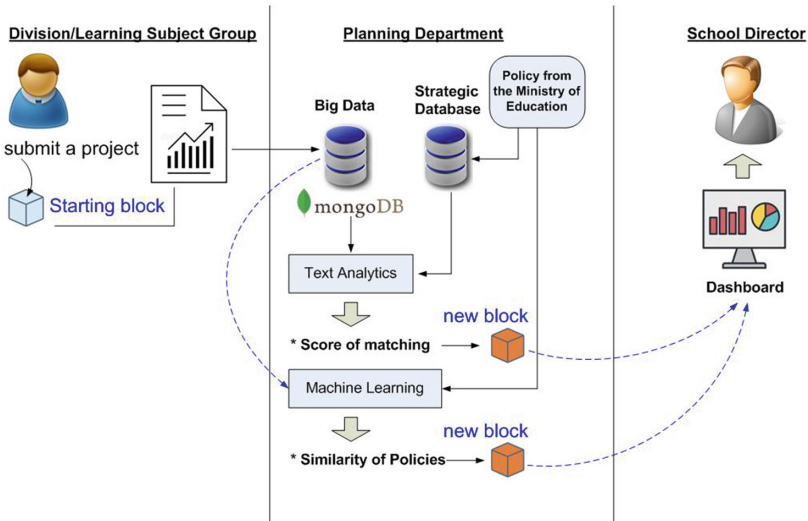 Division/Learning Subject Group
submit a project
Starting block
Planning Department
Big Data
Strategic
Database
Policy from
the Ministry of
Education
mongoDB
Text Analytics
* Score of matching
new block
Machine Learning
* Similarity of Policies
new block
School Director
Dashboard